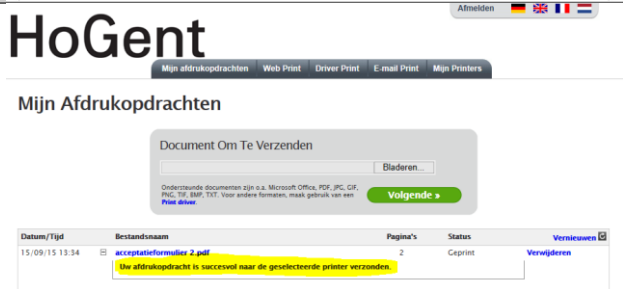 Afmelden
HoGent
Mijn afdrukopdrachten Web Print Driver Print E-mail Print Mijn Printers
Mijn Afdrukopdrachten
Document Om Te Verzenden
Bladeren...
Ondersteunde documenten zijn o.a. Microsoft Office, PDF, JPG, GIF,
PNG, TIF, BMP, TXT. Voor andere formaten, maak gebruik van een
Print driver.
Volgende »
Datum/Tijd Bestandsnaam Pagina's Status Vernieuwen
15/09/15 13:34 acceptatieformulier 2.pdf 2 Geprint Verwijderen
Uw afdrukopdracht is succesvol naar de geselecteerde printer verzonden.